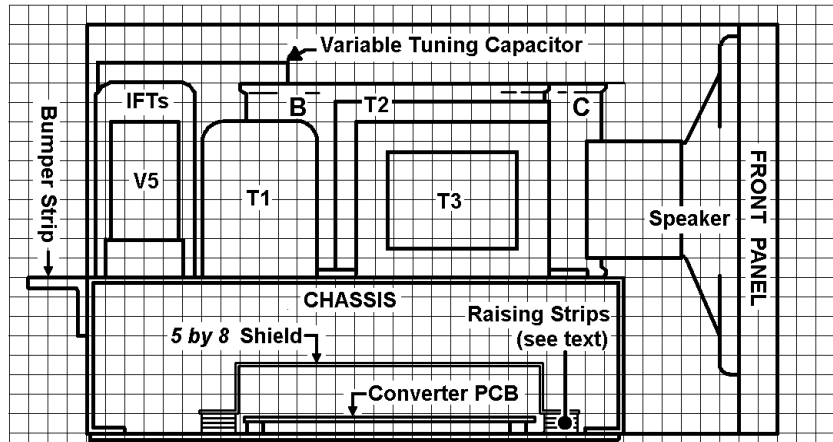 Variable Tuning Capacitor
IFTs
B
T2
C
Bumper Strip
V5
T1
T3
Speaker
FRONT PANEL
CHASSIS
5 by 8 Shield
Raising Strips
(see text)
Converter PCB